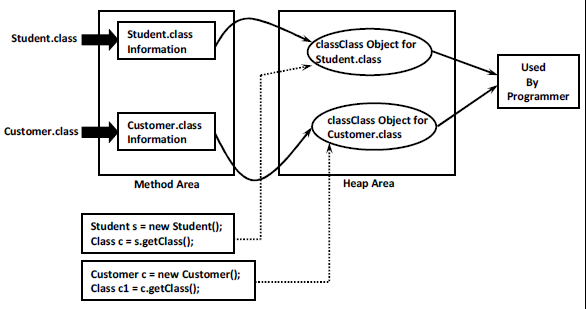 Student.class
Student.class
Information
classClass Object for
Student.class
Used
By
Programmer
Customer.class
Customer.class
Information
classClass Object for
Customer.class
Method Area
Heap Area
Student s = new Student();
Class c = s.getClass();
Customer c = new Customer();
Class c1 = c.getClass();